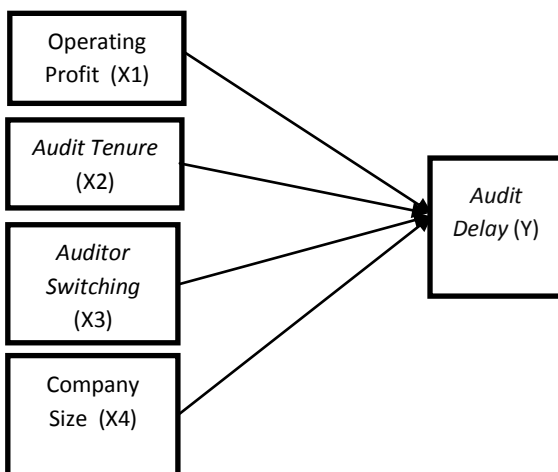 Operating
Profit (X1)
Audit Tenure
(X2)
Auditor
Switching
(X3)
Company
Size (X4)
Audit
Delay (Y)